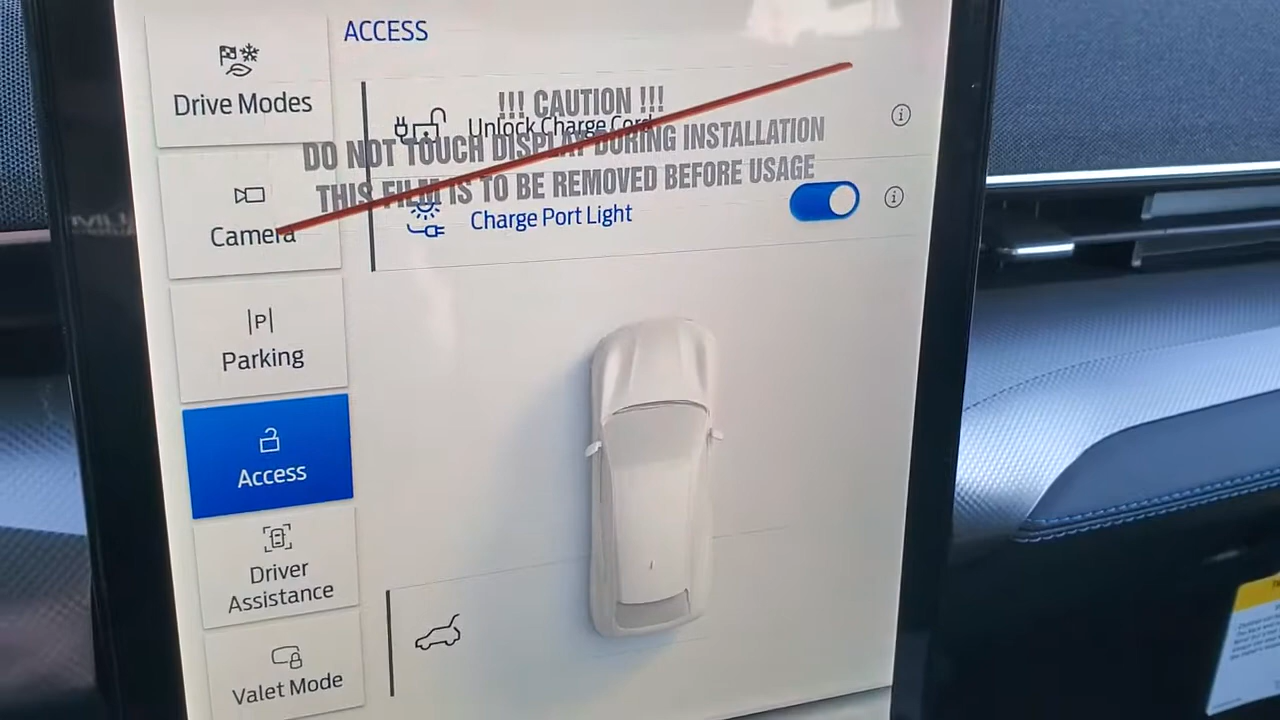 ACCESS
Drive Modes
!!! CAUTION !!!
Unlock Charge Cord
DO NOT TOUCH DISPLAY DURING INSTALLATION
THIS FILM IS TO BE REMOVED BEFORE USAGE
Camera
Charge Port Light
P
Parking
Access
Driver
Assistance
Valet Mode